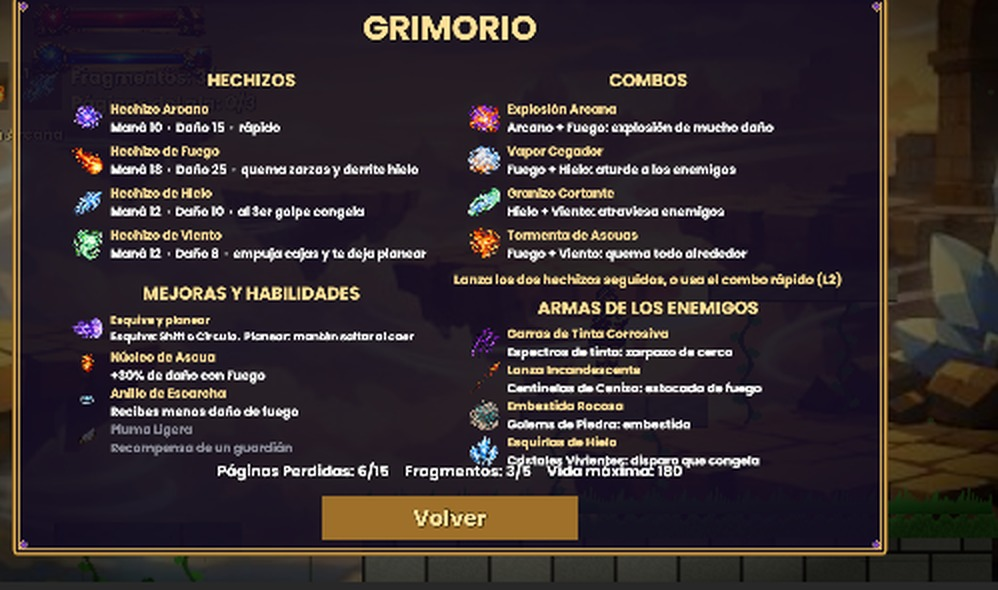 GRIMORIO
Fragmentos: 3
HECHIZOS
Hechizo Arcano
Maná 10 · Daño 15 · rápido
Hechizo de Fuego
Maná 18 · Daño 25 · quema zarzas y derrite hielo
Hechizo de Hielo
Maná 12 · Daño 10 · al 3er golpe congela
Hechizo de Viento
Maná 12 · Daño 8 · empuja cajas y te deja planear
MEJORAS Y HABILIDADES
Esquiva y planear
Esquiva: Shift o Círculo. Planear: mantén saltar al caer
Núcleo de Ascua
+30% de daño con Fuego
Anillo de Escarcha
Recibes menos daño de fuego
Pluma Ligera
Recompensa de un guardián
COMBOS
Explosión Arcana
Arcano + Fuego: explosión de mucho daño
Vapor Cegador
Fuego + Hielo: aturde a los enemigos
Granizo Cortante
Hielo + Viento: atraviesa enemigos
Tormenta de Ascuas
Fuego + Viento: quema todo alrededor
Lanza los dos hechizos seguidos, o usa el combo rápido (L2)
ARMAS DE LOS ENEMIGOS
Garras de Tinta Corrosiva
Espectros de tinta: zarpazo de cerca
Lanza Incandescente
Centinelas de Ceniza: estocada de fuego
Embestida Rocosa
Golems de Piedra: embestida
Esquirlas de Hielo
Cristales Vivientes: disparo que congela
Páginas Perdidas: 6/15 Fragmentos: 3/5 Vida máxima: 180
Volver